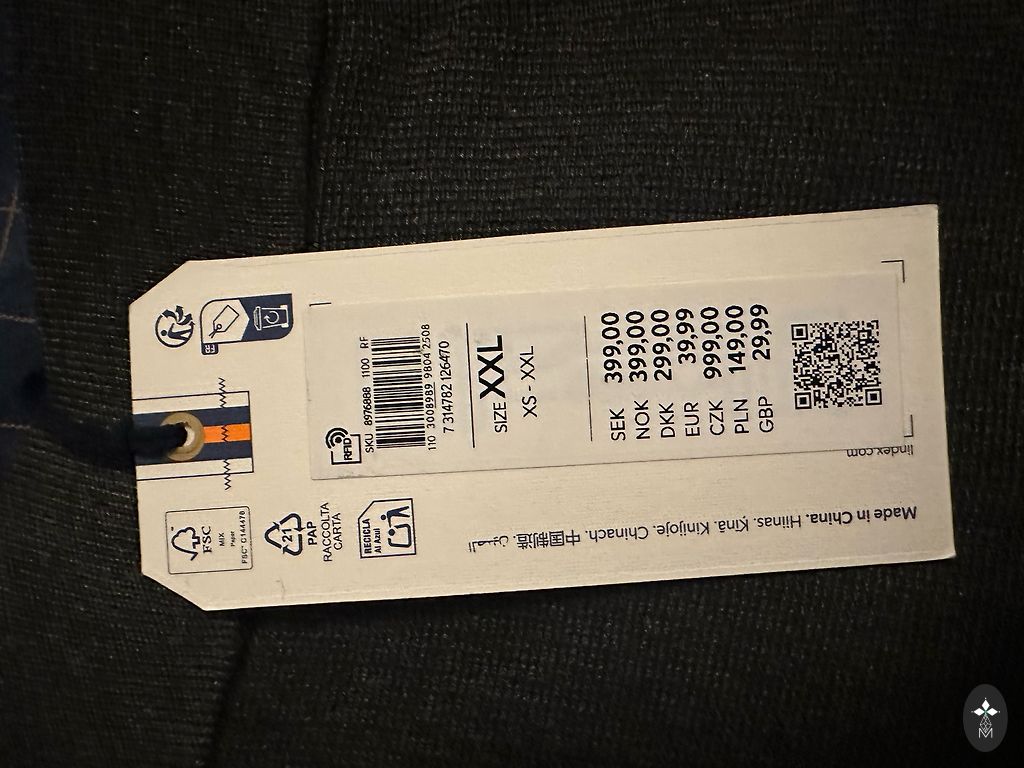 FSC
MIX
Paper
FSC® C144478
21
PAP
RACCOLTA
CARTA
RECICLA
Al Azul
FR
RFID
SKU 8976888 1100 RF
110 3008989 9804 2508
7 314782 126470
SIZE XXL
XS - XXL
SEK 399,00
NOK 399,00
DKK 299,00
EUR 39,99
CZK 999,00
PLN 149,00
GBP 29,99
lindex.com
Made in China. Hiinas. Ķīna. Kinijoje. Chinach. 中国制造.
M